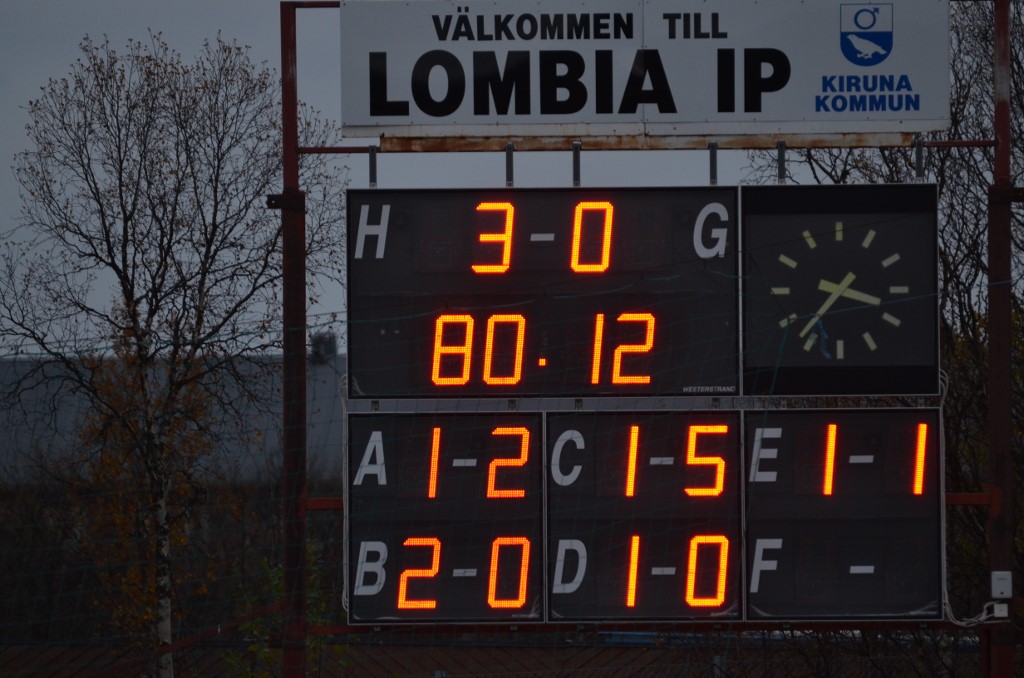 VÄLKOMMEN TILL
LOMBIA IP
KIRUNA
KOMMUN
H 3-0 G
80.12
WESTERSTRAND
A 1-2 C 1-5 E 1-1
B 2-0 D 1-0 F -